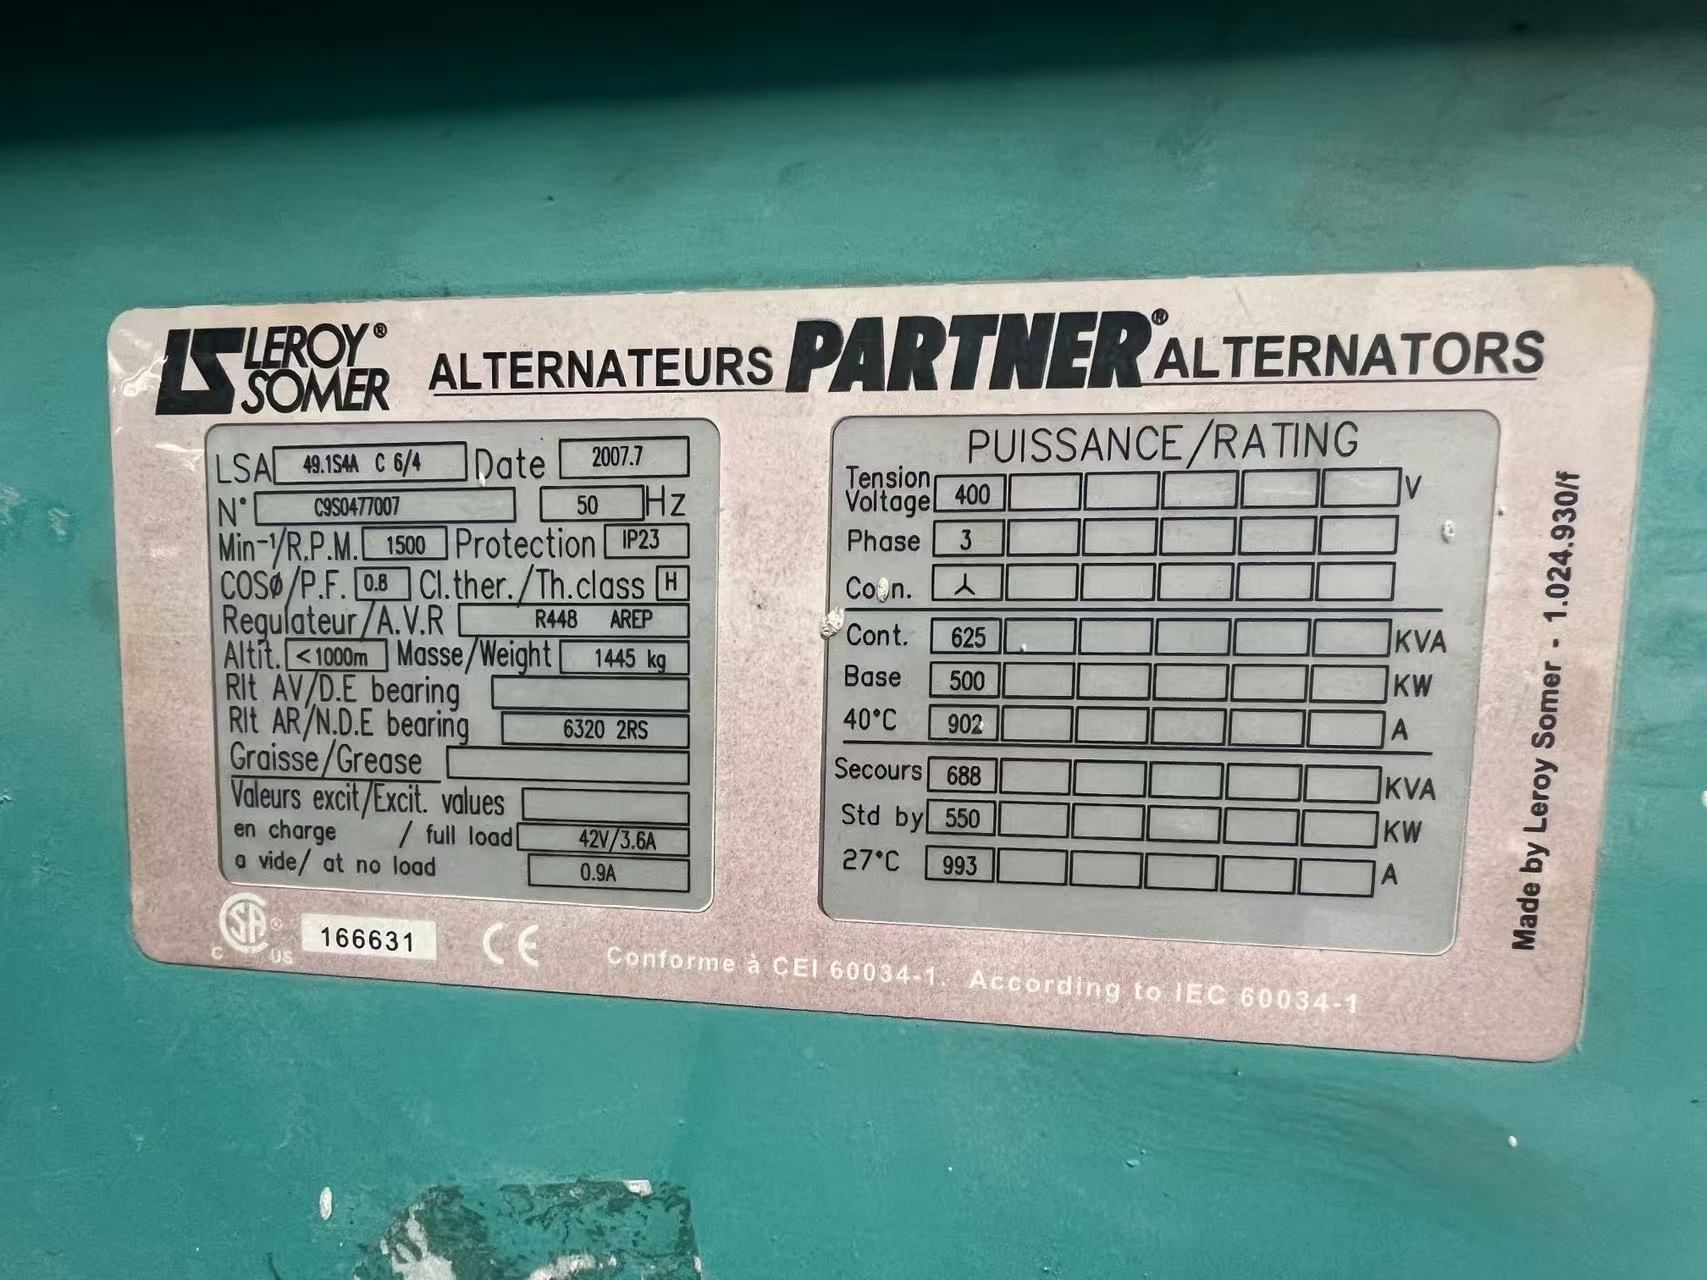 LEROY® SOMER ALTERNATEURS PARTNER® ALTERNATORS
LSA 49.1S4A C 6/4 Date 2007.7
N° C9S0477007 50 Hz
Min-1/R.P.M. 1500 Protection IP23
COSø/P.F. 0.8 Cl.ther./Th.class H
Regulateur/A.V.R R448 AREP
Altit. <1000m Masse/Weight 1445 kg
Rlt AV/D.E bearing
Rlt AR/N.D.E bearing 6320 2RS
Graisse/Grease
Valeurs excit/Excit. values
en charge / full load 42V/3.6A
a vide/ at no load 0.9A
PUISSANCE/RATING
Tension
Voltage 400 V
Phase 3
Con.
Cont. 625 KVA
Base 500 KW
40°C 902 A
Secours 688 KVA
Std by 550 KW
27°C 993 A
C SA® US 166631 CE
Conforme à CEI 60034-1. According to IEC 60034-1
Made by Leroy Somer - 1.024.930/f